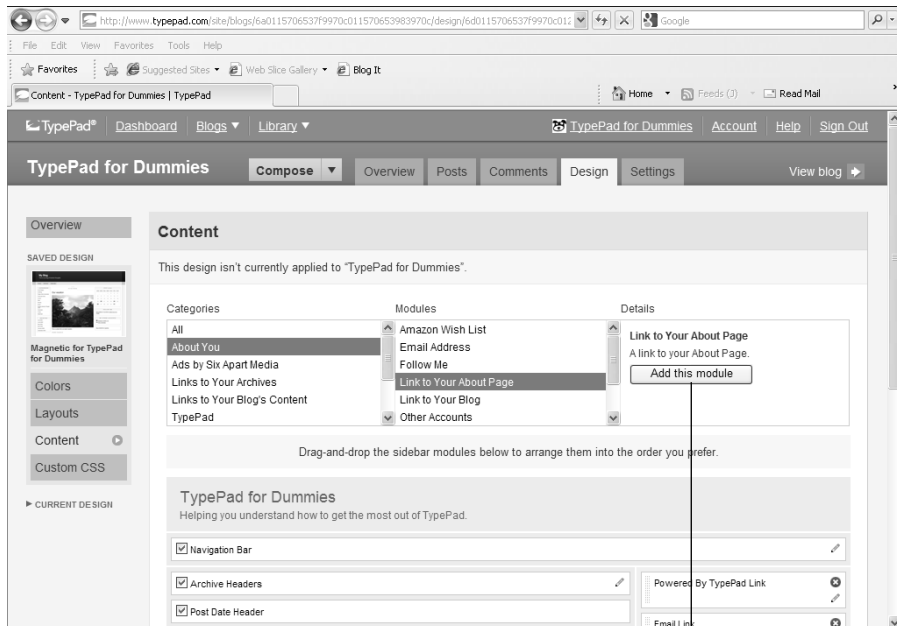 http://www.typepad.com/site/blogs/6a0115706537f9970c011570653983970c/design/6d0115706537f9970c012
Google
File Edit View Favorites Tools Help
Favorites Suggested Sites Web Slice Gallery Blog It
Content - TypePad for Dummies | TypePad Home Feeds (J) Read Mail
TypePad® Dashboard Blogs Library TypePad for Dummies Account Help Sign Out
TypePad for Dummies Compose Overview Posts Comments Design Settings View blog
Overview
SAVED DESIGN
Magnetic for TypePad
for Dummies
Colors
Layouts
Content
Custom CSS
CURRENT DESIGN
Content
This design isn't currently applied to "TypePad for Dummies".
Categories
All
About You
Ads by Six Apart Media
Links to Your Archives
Links to Your Blog's Content
TypePad
Modules
Amazon Wish List
Email Address
Follow Me
Link to Your About Page
Link to Your Blog
Other Accounts
Details
Link to Your About Page
A link to your About Page.
Add this module
Drag-and-drop the sidebar modules below to arrange them into the order you prefer.
TypePad for Dummies
Helping you understand how to get the most out of TypePad.
Navigation Bar
Archive Headers
Post Date Header
Powered By TypePad Link
Email Link